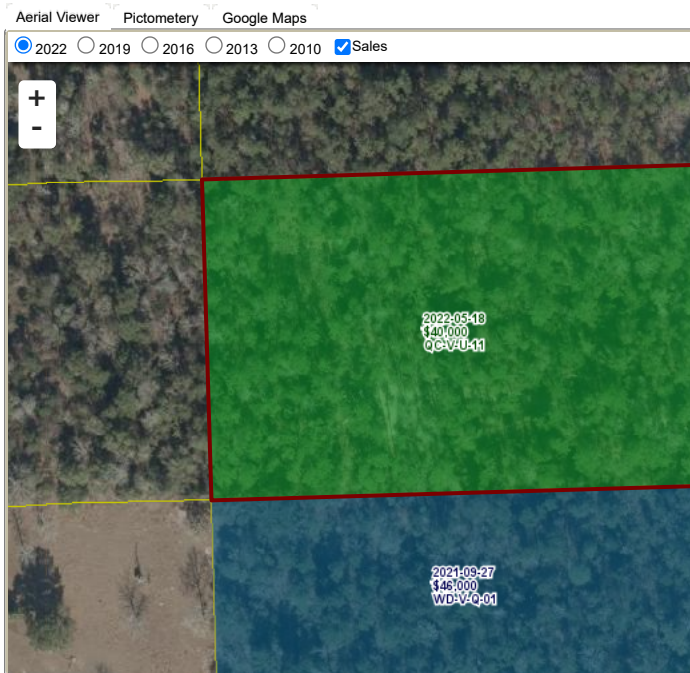 Aerial Viewer Pictometery Google Maps
2022 2019 2016 2013 2010 Sales
+
-
2022-05-18
$40,000
QC-V-U-11
2021-09-27
$46,000
WD-V-Q-01